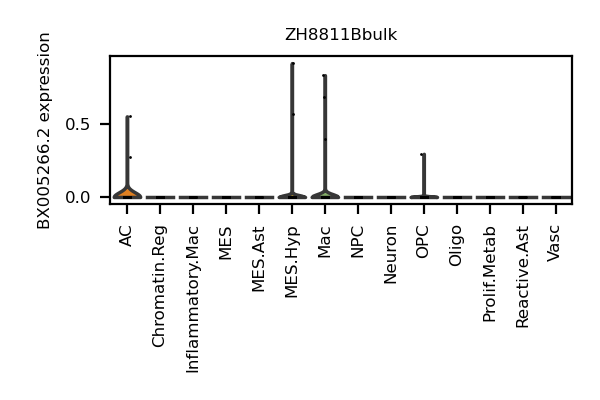 ZH8811Bbulk
BX005266.2 expression
0.5
0.0
AC
Chromatin.Reg
Inflammatory.Mac
MES
MES.Ast
MES.Hyp
Mac
NPC
Neuron
OPC
Oligo
Prolif.Metab
Reactive.Ast
Vasc